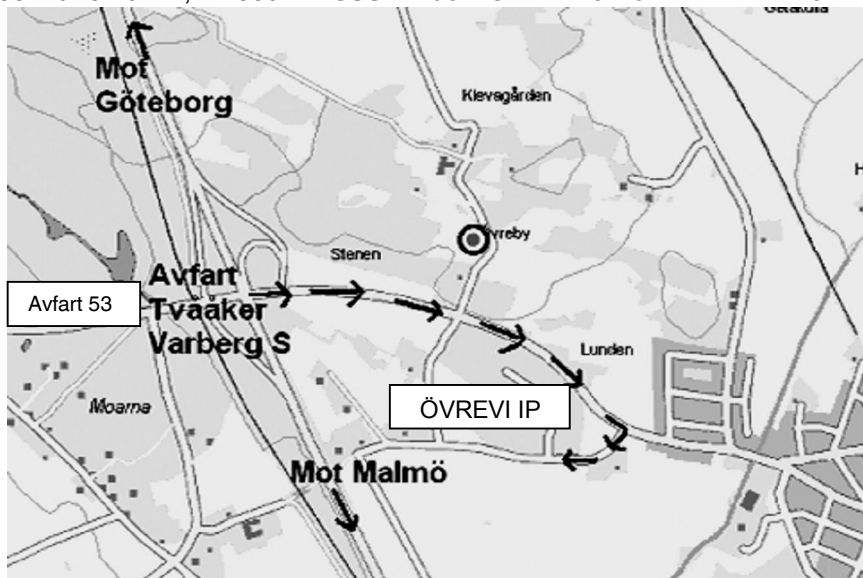 Mot
Göteborg
Klevagården
Stenen
Avfart 53
Avfart
Tvååker
Varberg S
Lunden
Moarna
ÖVREVI IP
Mot Malmö